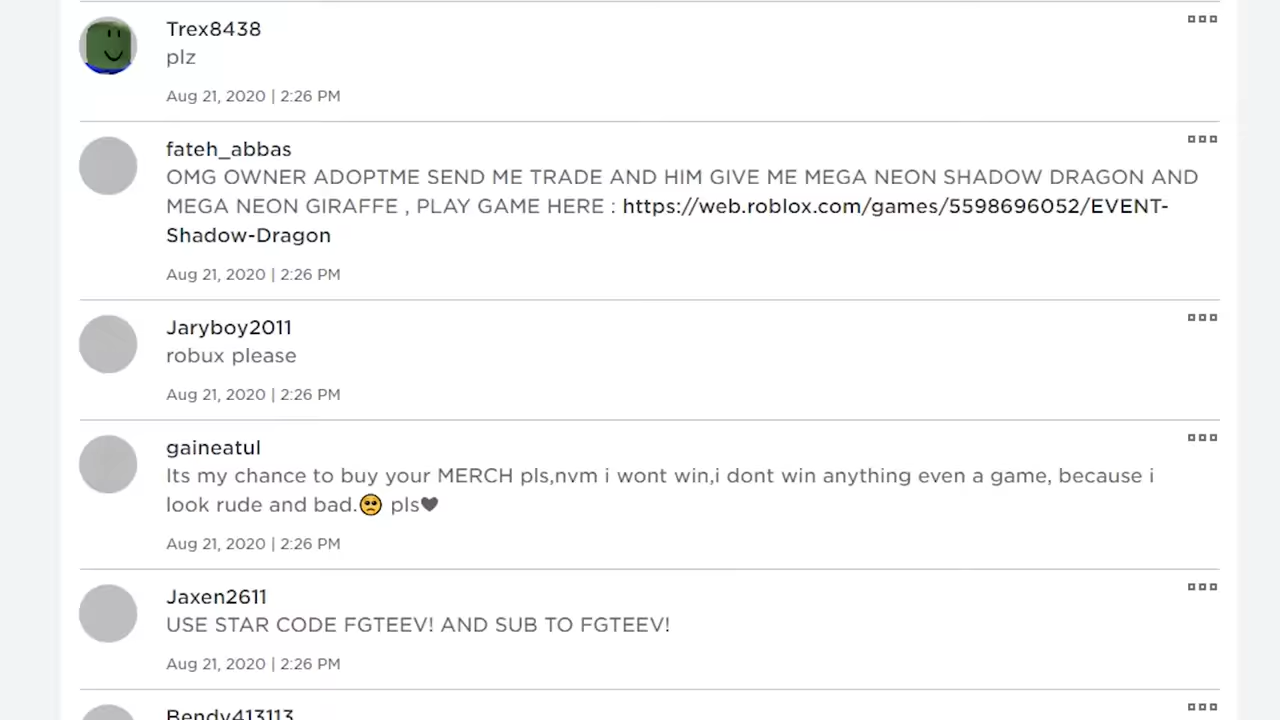 Trex8438
plz
Aug 21, 2020 | 2:26 PM
fateh_abbas
OMG OWNER ADOPTME SEND ME TRADE AND HIM GIVE ME MEGA NEON SHADOW DRAGON AND
MEGA NEON GIRAFFE , PLAY GAME HERE : https://web.roblox.com/games/5598696052/EVENT-
Shadow-Dragon
Aug 21, 2020 | 2:26 PM
Jaryboy2011
robux please
Aug 21, 2020 | 2:26 PM
gaineatul
Its my chance to buy your MERCH pls,nvm i wont win,i dont win anything even a game, because i
look rude and bad.🥺 pls♥
Aug 21, 2020 | 2:26 PM
Jaxen2611
USE STAR CODE FGTEEV! AND SUB TO FGTEEV!
Aug 21, 2020 | 2:26 PM
Bendy413113